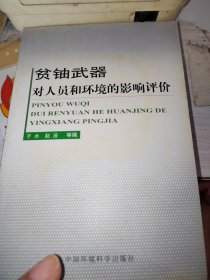 贫铀武器
对人员和环境的影响评价
PINYOU WUQI
DUI RENYUAN HE HUANJING DE
YINGXIANG PINGJIA
等编
中国环境科学出版社